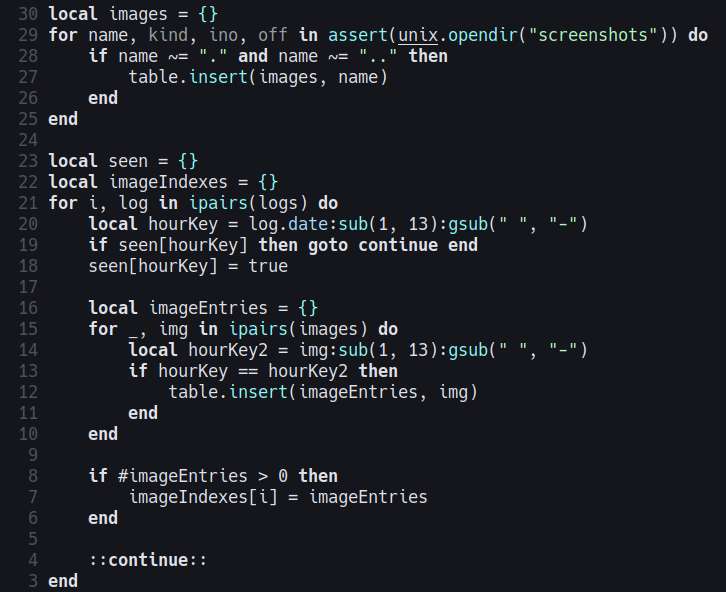 30 local images = {}
29 for name, kind, ino, off in assert(unix.opendir("screenshots")) do
28     if name ~= "." and name ~= ".." then
27         table.insert(images, name)
26     end
25 end
24
23 local seen = {}
22 local imageIndexes = {}
21 for i, log in ipairs(logs) do
20     local hourKey = log.date:sub(1, 13):gsub(" ", "-")
19     if seen[hourKey] then goto continue end
18     seen[hourKey] = true
17
16     local imageEntries = {}
15     for _, img in ipairs(images) do
14         local hourKey2 = img:sub(1, 13):gsub(" ", "-")
13         if hourKey == hourKey2 then
12             table.insert(imageEntries, img)
11         end
10     end
9
8     if #imageEntries > 0 then
7         imageIndexes[i] = imageEntries
6     end
5
4     ::continue::
3 end